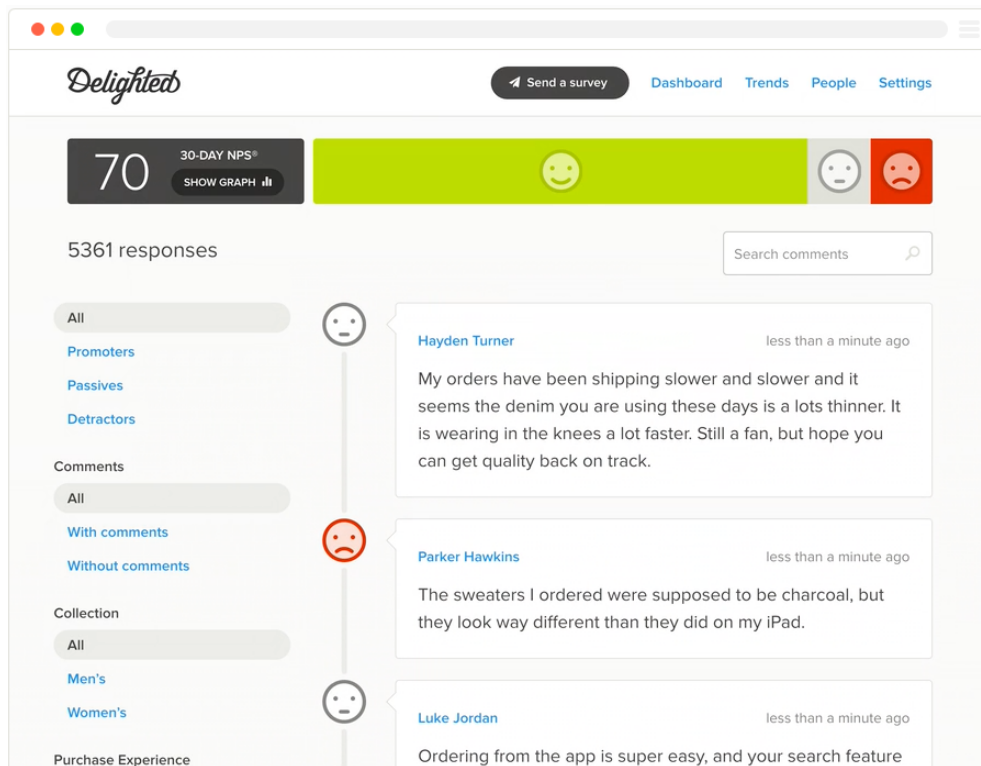 Delighted
Send a survey
Dashboard
Trends
People
Settings
70
30-DAY NPS®
SHOW GRAPH
5361 responses
Search comments
All
Promoters
Passives
Detractors
Comments
All
With comments
Without comments
Collection
All
Men's
Women's
Purchase Experience
Hayden Turner
less than a minute ago
My orders have been shipping slower and slower and it
seems the denim you are using these days is a lots thinner. It
is wearing in the knees a lot faster. Still a fan, but hope you
can get quality back on track.
Parker Hawkins
less than a minute ago
The sweaters I ordered were supposed to be charcoal, but
they look way different than they did on my iPad.
Luke Jordan
less than a minute ago
Ordering from the app is super easy, and your search feature